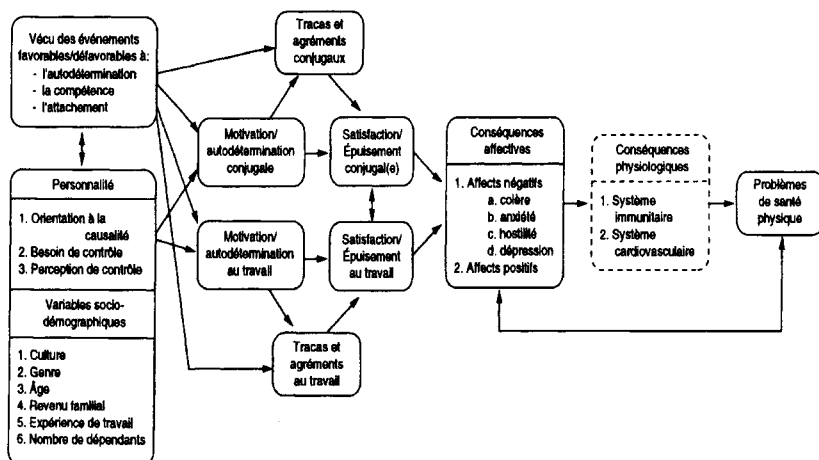 Vécu des événements
favorables/défavorables à:
- l'autodétermination
- la compétence
- l'attachement
Personnalité
1. Orientation à la
causalité
2. Besoin de contrôle
3. Perception de contrôle
Variables socio-
démographiques
1. Culture
2. Genre
3. Âge
4. Revenu familial
5. Expérience de travail
6. Nombre de dépendants
Tracas et
agréments
conjugaux
Motivation/
autodétermination
conjugale
Motivation/
autodétermination
au travail
Tracas et
agréments
au travail
Satisfaction/
Épuisement
conjugal(e)
Satisfaction/
Épuisement
au travail
Conséquences
affectives
1. Affects négatifs
a. colère
b. anxiété
c. hostilité
d. dépression
2. Affects positifs
Conséquences
physiologiques
1. Système
immunitaire
2. Système
cardiovasculaire
Problèmes
de santé
physique